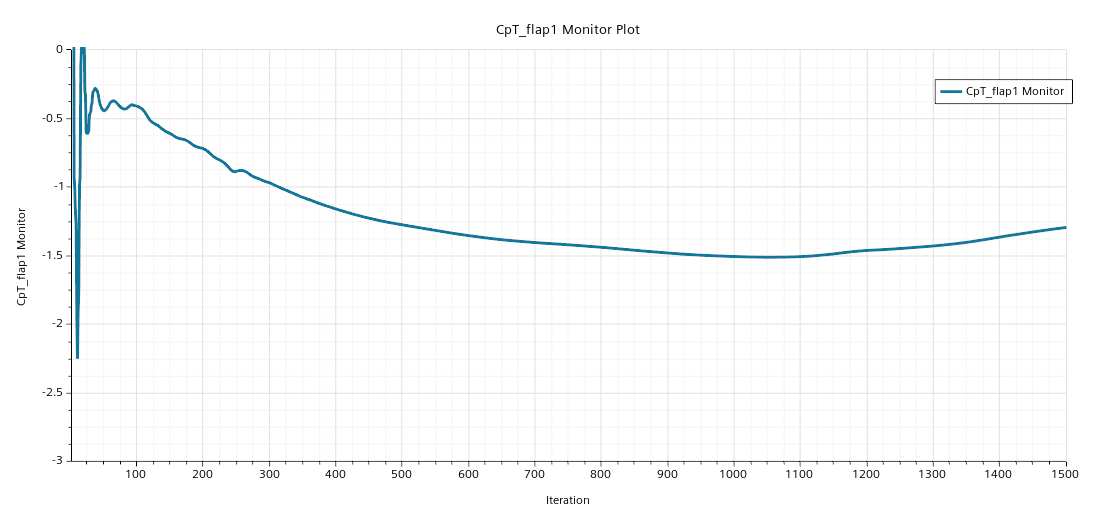 CpT_flap1 Monitor Plot
CpT_flap1 Monitor
CpT_flap1 Monitor
0
-0.5
-1
-1.5
-2
-2.5
-3
100 200 300 400 500 600 700 800 900 1000 1100 1200 1300 1400 1500
Iteration